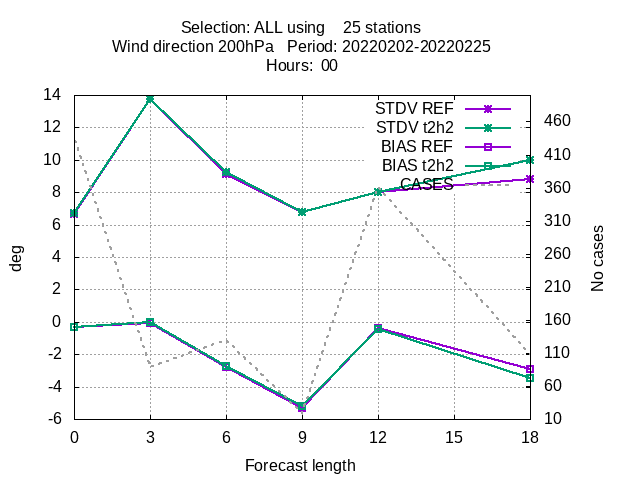 Selection: ALL using    25 stations
Wind direction 200hPa   Period: 20220202-20220225
Hours:  00
STDV REF
STDV t2h2
BIAS REF
BIAS t2h2
CASES
14
12
10
8
6
4
2
0
-2
-4
-6
460
410
360
310
260
210
160
110
60
10
deg
No cases
0 3 6 9 12 15 18
Forecast length